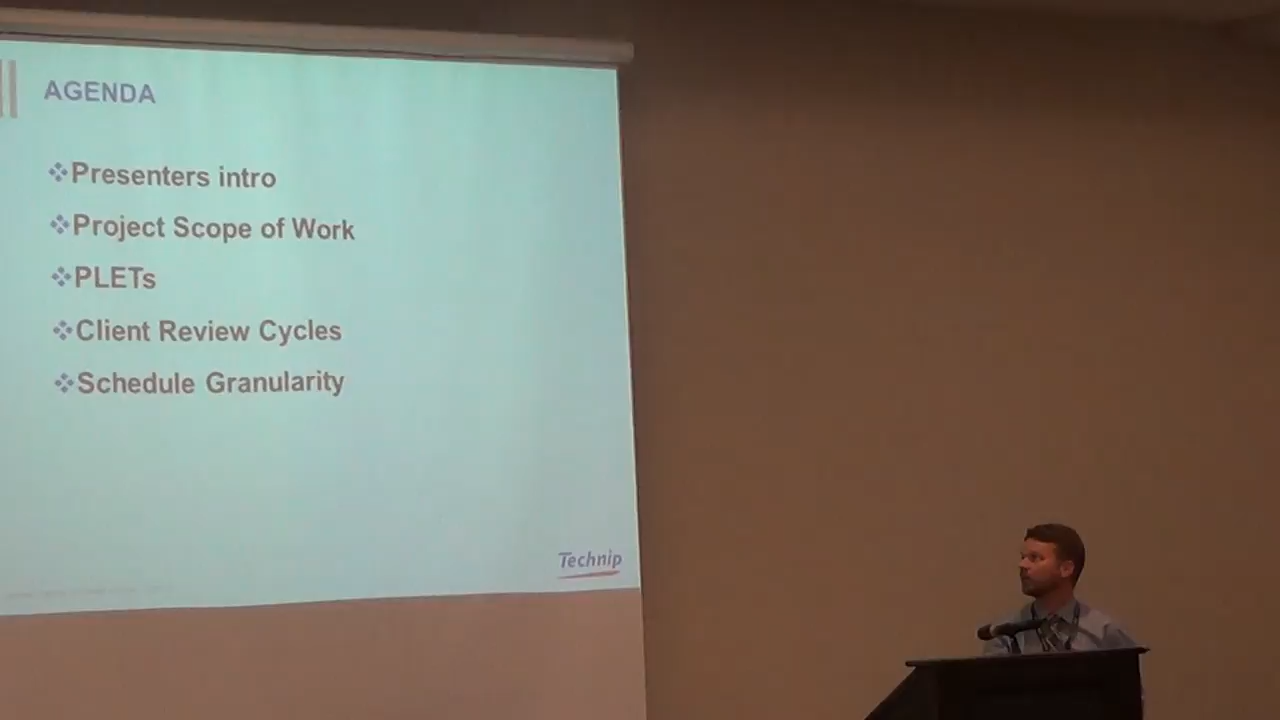 AGENDA
Presenters intro
Project Scope of Work
PLETs
Client Review Cycles
Schedule Granularity
Technip